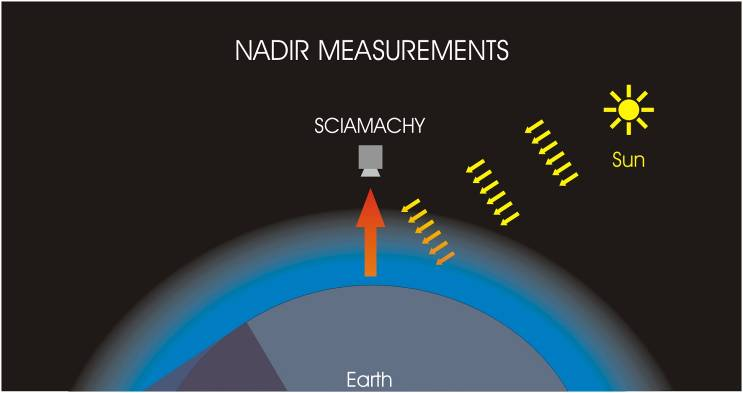 NADIR MEASUREMENTS
SCIAMACHY
Sun
Earth